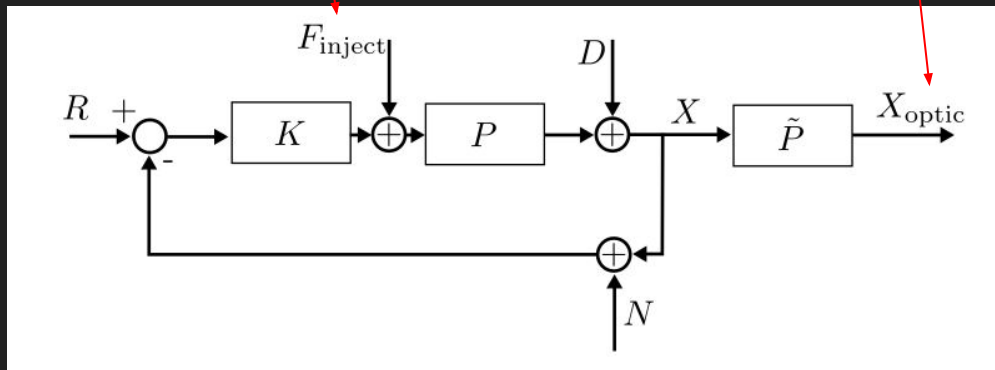 F_inject
D
R +
K
+
P
+
X
P̃
X_optic
-
+
N